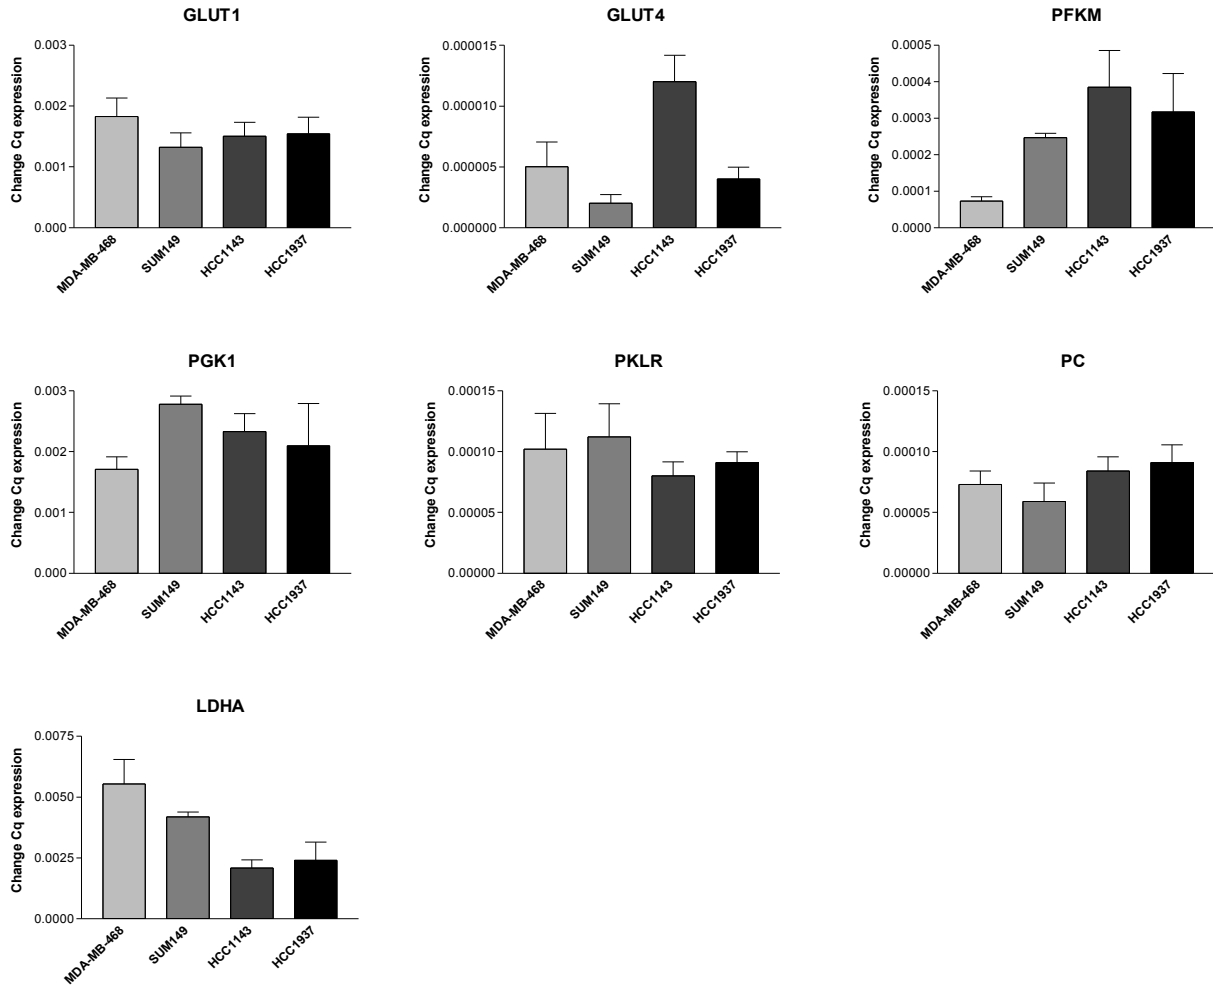 GLUT1
Change Cq expression
0.003
0.002
0.001
0.000
MDA-MB-468
SUM149
HCC1143
HCC1937
GLUT4
Change Cq expression
0.000015
0.000010
0.000005
0.000000
MDA-MB-468
SUM149
HCC1143
HCC1937
PFKM
Change Cq expression
0.0005
0.0004
0.0003
0.0002
0.0001
0.0000
MDA-MB-468
SUM149
HCC1143
HCC1937
PGK1
Change Cq expression
0.003
0.002
0.001
0.000
MDA-MB-468
SUM149
HCC1143
HCC1937
PKLR
Change Cq expression
0.00015
0.00010
0.00005
0.00000
MDA-MB-468
SUM149
HCC1143
HCC1937
PC
Change Cq expression
0.00015
0.00010
0.00005
0.00000
MDA-MB-468
SUM149
HCC1143
HCC1937
LDHA
Change Cq expression
0.0075
0.0050
0.0025
0.0000
MDA-MB-468
SUM149
HCC1143
HCC1937